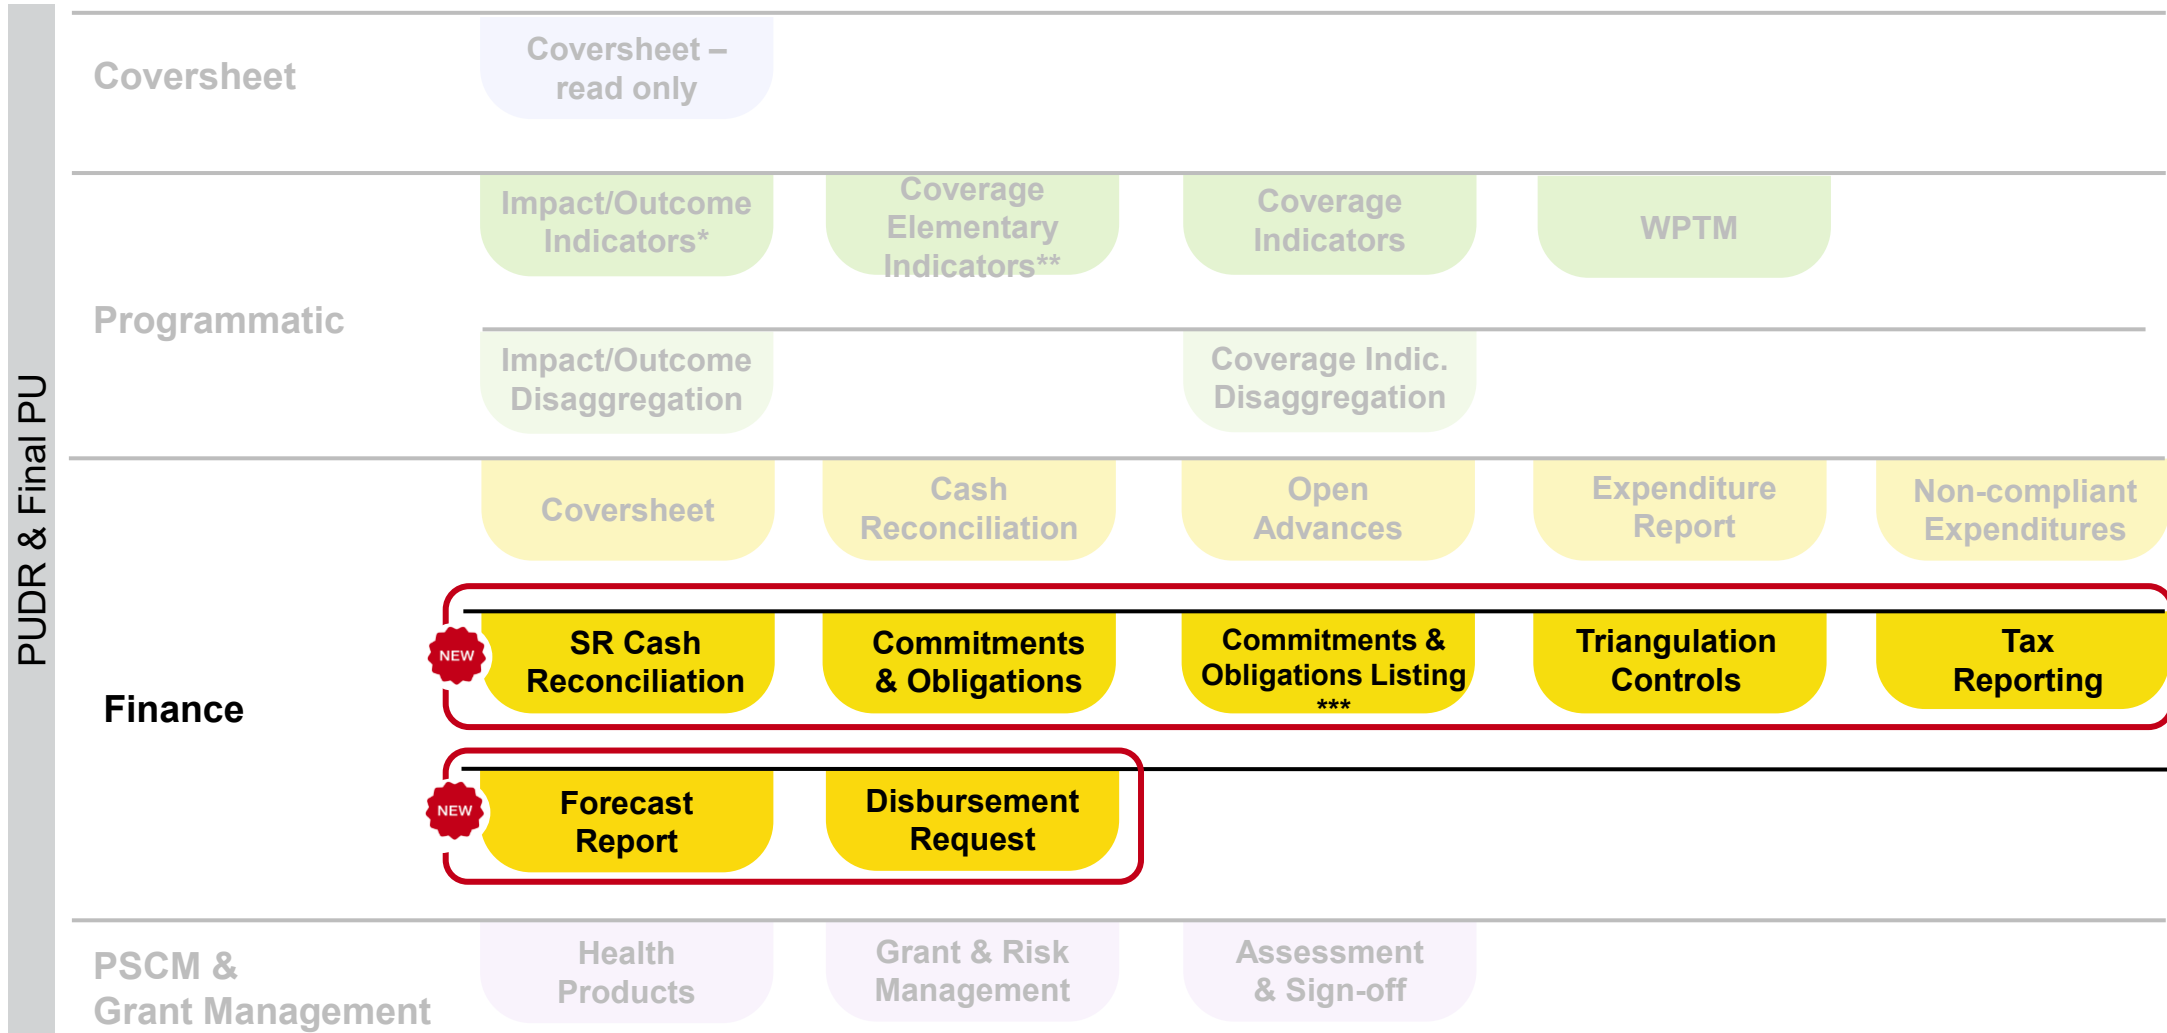 PUDR & Final PU
Coversheet
Coversheet –
read only
Programmatic
Impact/Outcome
Indicators*
Coverage
Elementary
Indicators**
Coverage
Indicators
WPTM
Impact/Outcome
Disaggregation
Coverage Indic.
Disaggregation
Finance
Coversheet
Cash
Reconciliation
Open
Advances
Expenditure
Report
Non-compliant
Expenditures
NEW
SR Cash
Reconciliation
Commitments
& Obligations
Commitments &
Obligations Listing
***
Triangulation
Controls
Tax
Reporting
NEW
Forecast
Report
Disbursement
Request
PSCM &
Grant Management
Health
Products
Grant & Risk
Management
Assessment
& Sign-off